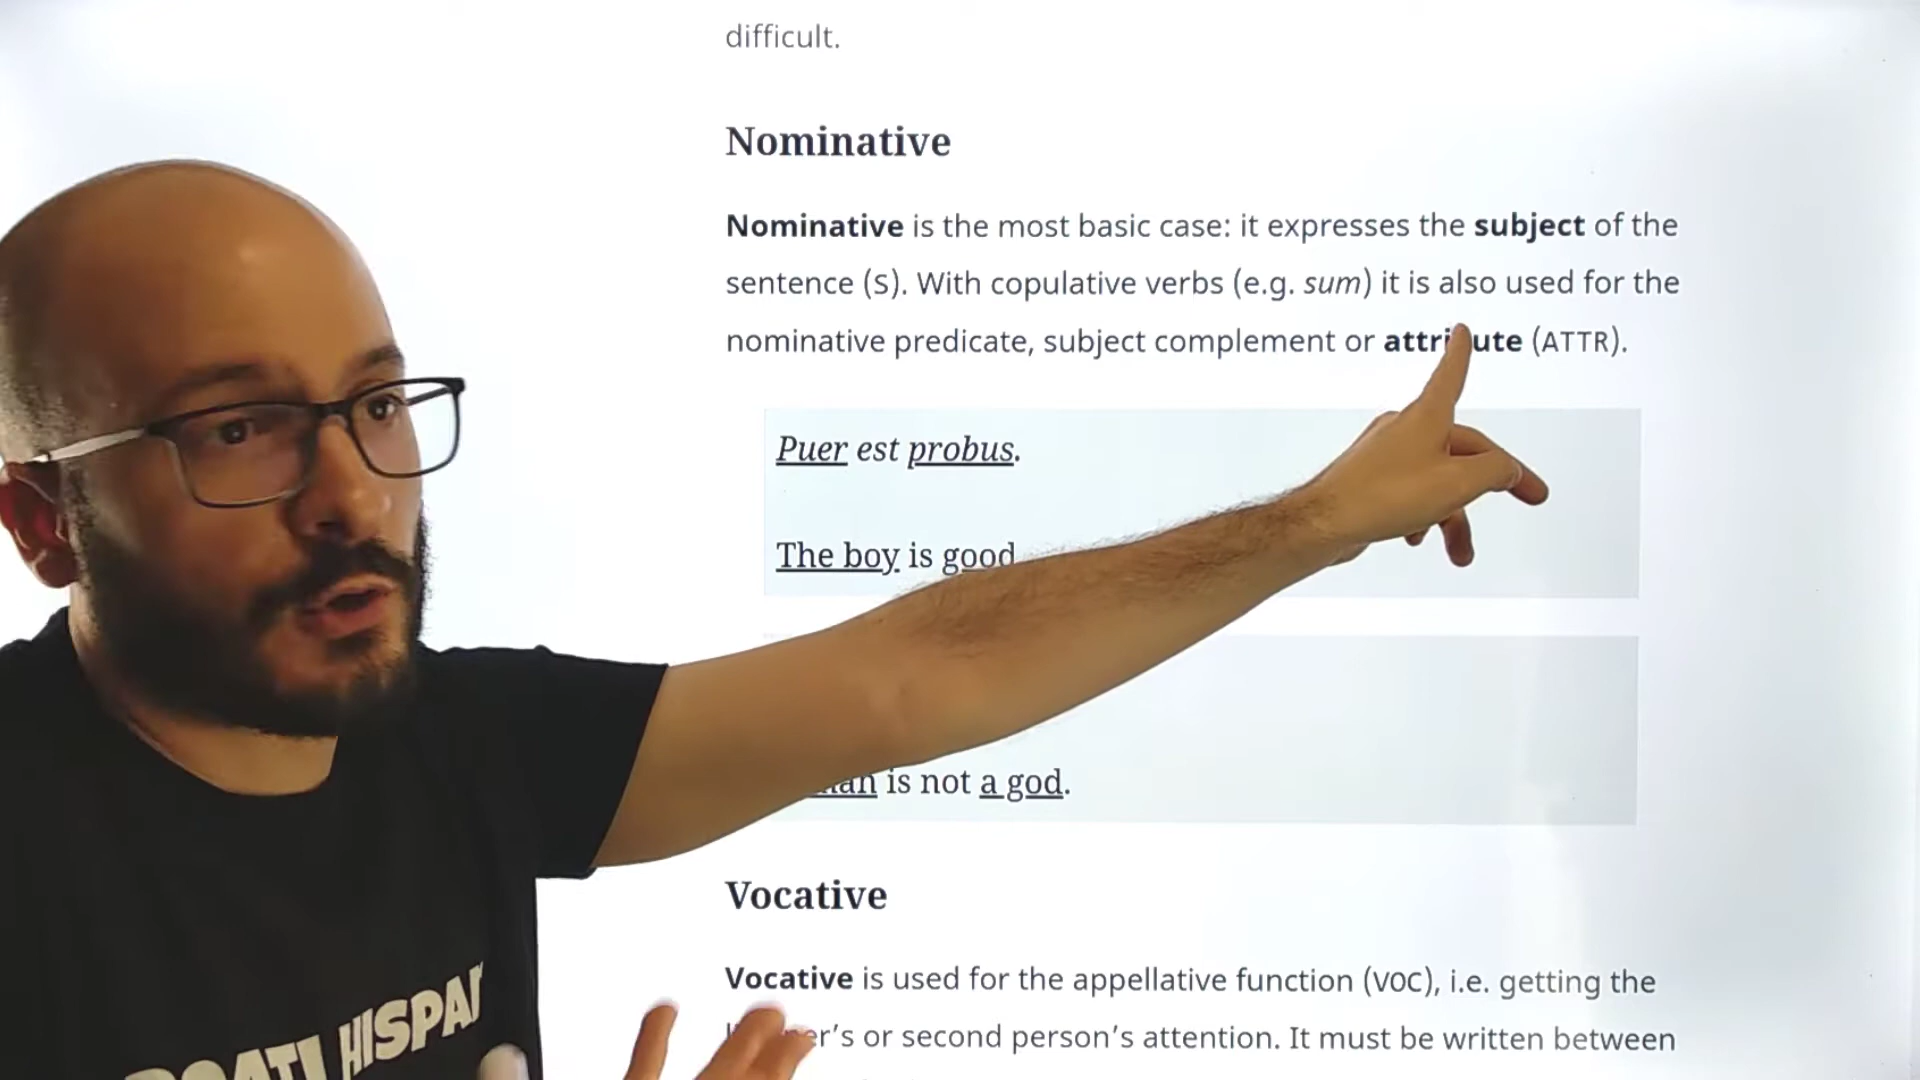 difficult.
Nominative
Nominative is the most basic case: it expresses the subject of the
sentence (S). With copulative verbs (e.g. sum) it is also used for the
nominative predicate, subject complement or attribute (ATTR).
Puer est probus.
The boy is good
is not a god.
Vocative
Vocative is used for the appellative function (VOC), i.e. getting the
or second person's attention. It must be written between
HISPA